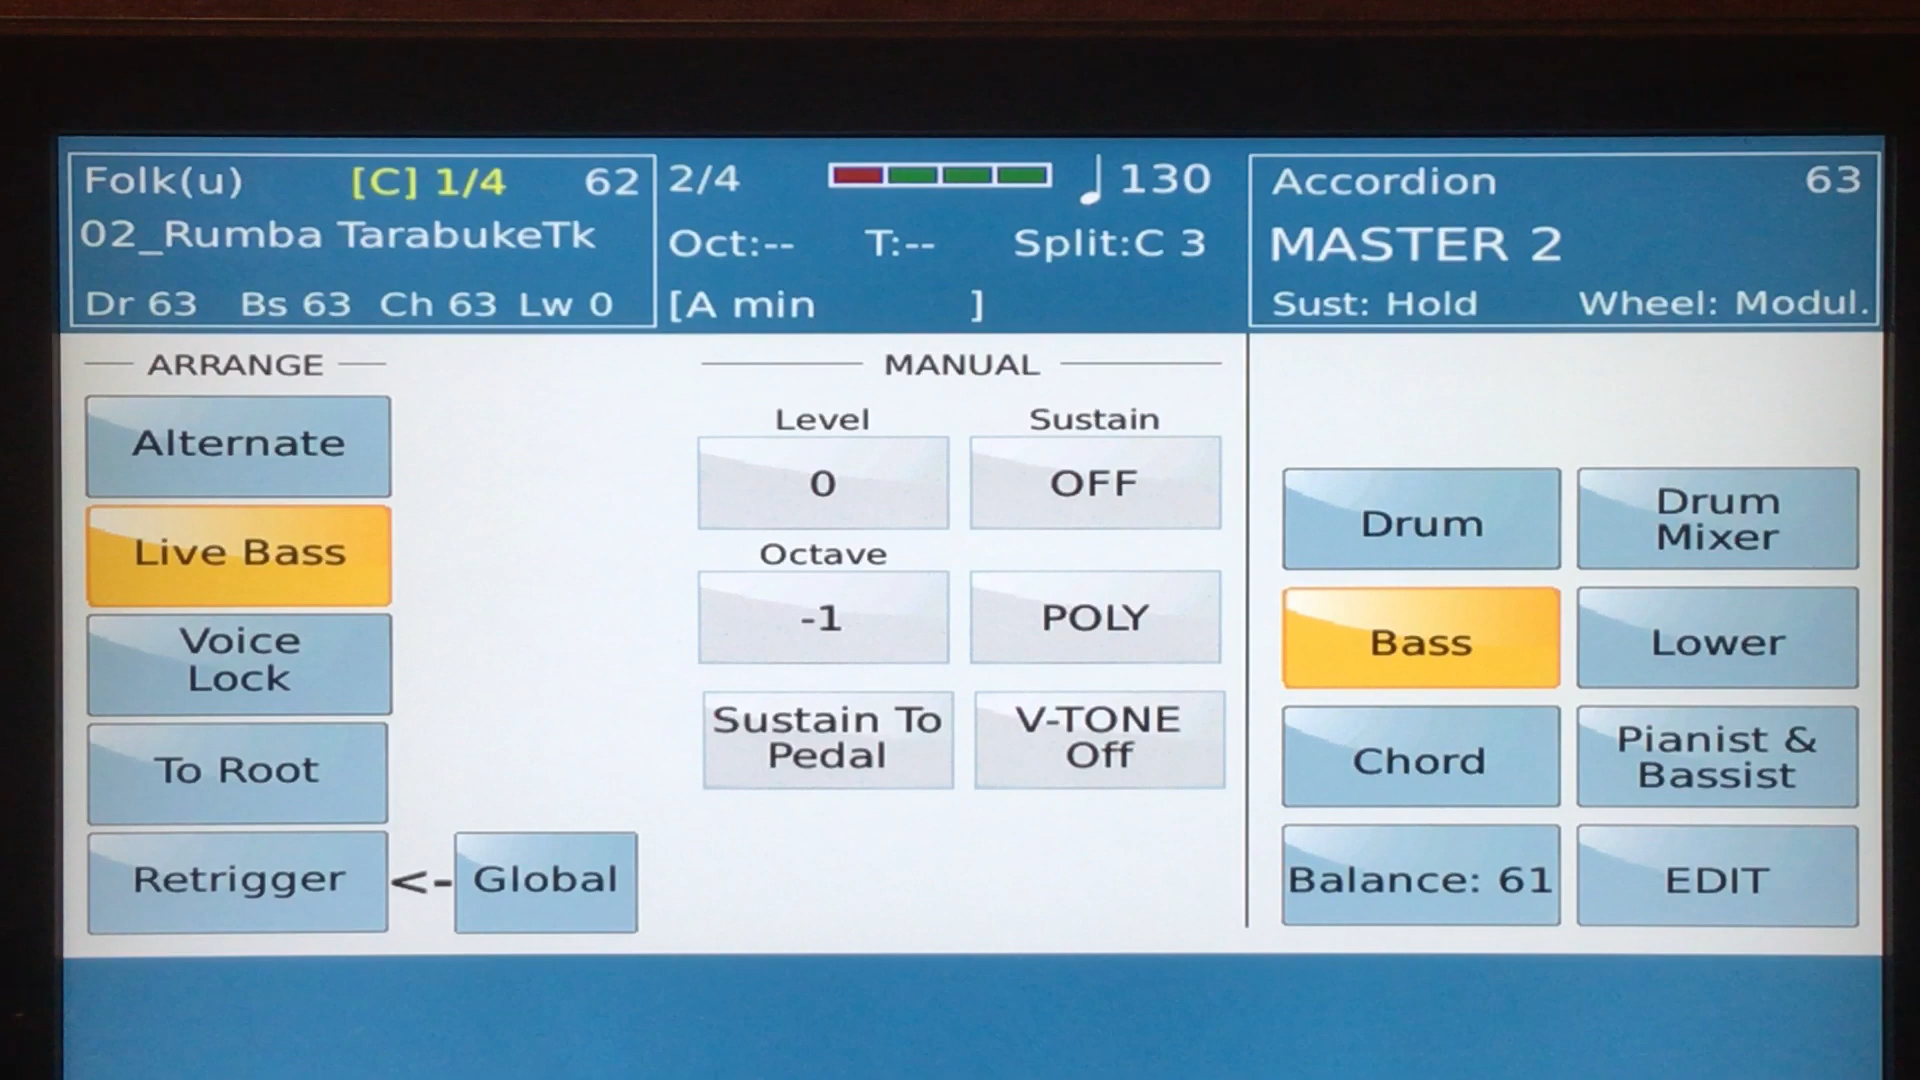 Folk(u) [C] 1/4 62
02_Rumba TarabukeTk
Dr 63 Bs 63 Ch 63 Lw 0
2/4 130
Oct:-- T:-- Split:C 3
[A min ]
Accordion 63
MASTER 2
Sust: Hold Wheel: Modul.
ARRANGE
Alternate
Live Bass
Voice
Lock
To Root
Retrigger <- Global
MANUAL
Level Sustain
0 OFF
Octave
-1 POLY
Sustain To
Pedal
V-TONE
Off
Drum
Drum
Mixer
Bass
Lower
Chord
Pianist &
Bassist
Balance: 61
EDIT